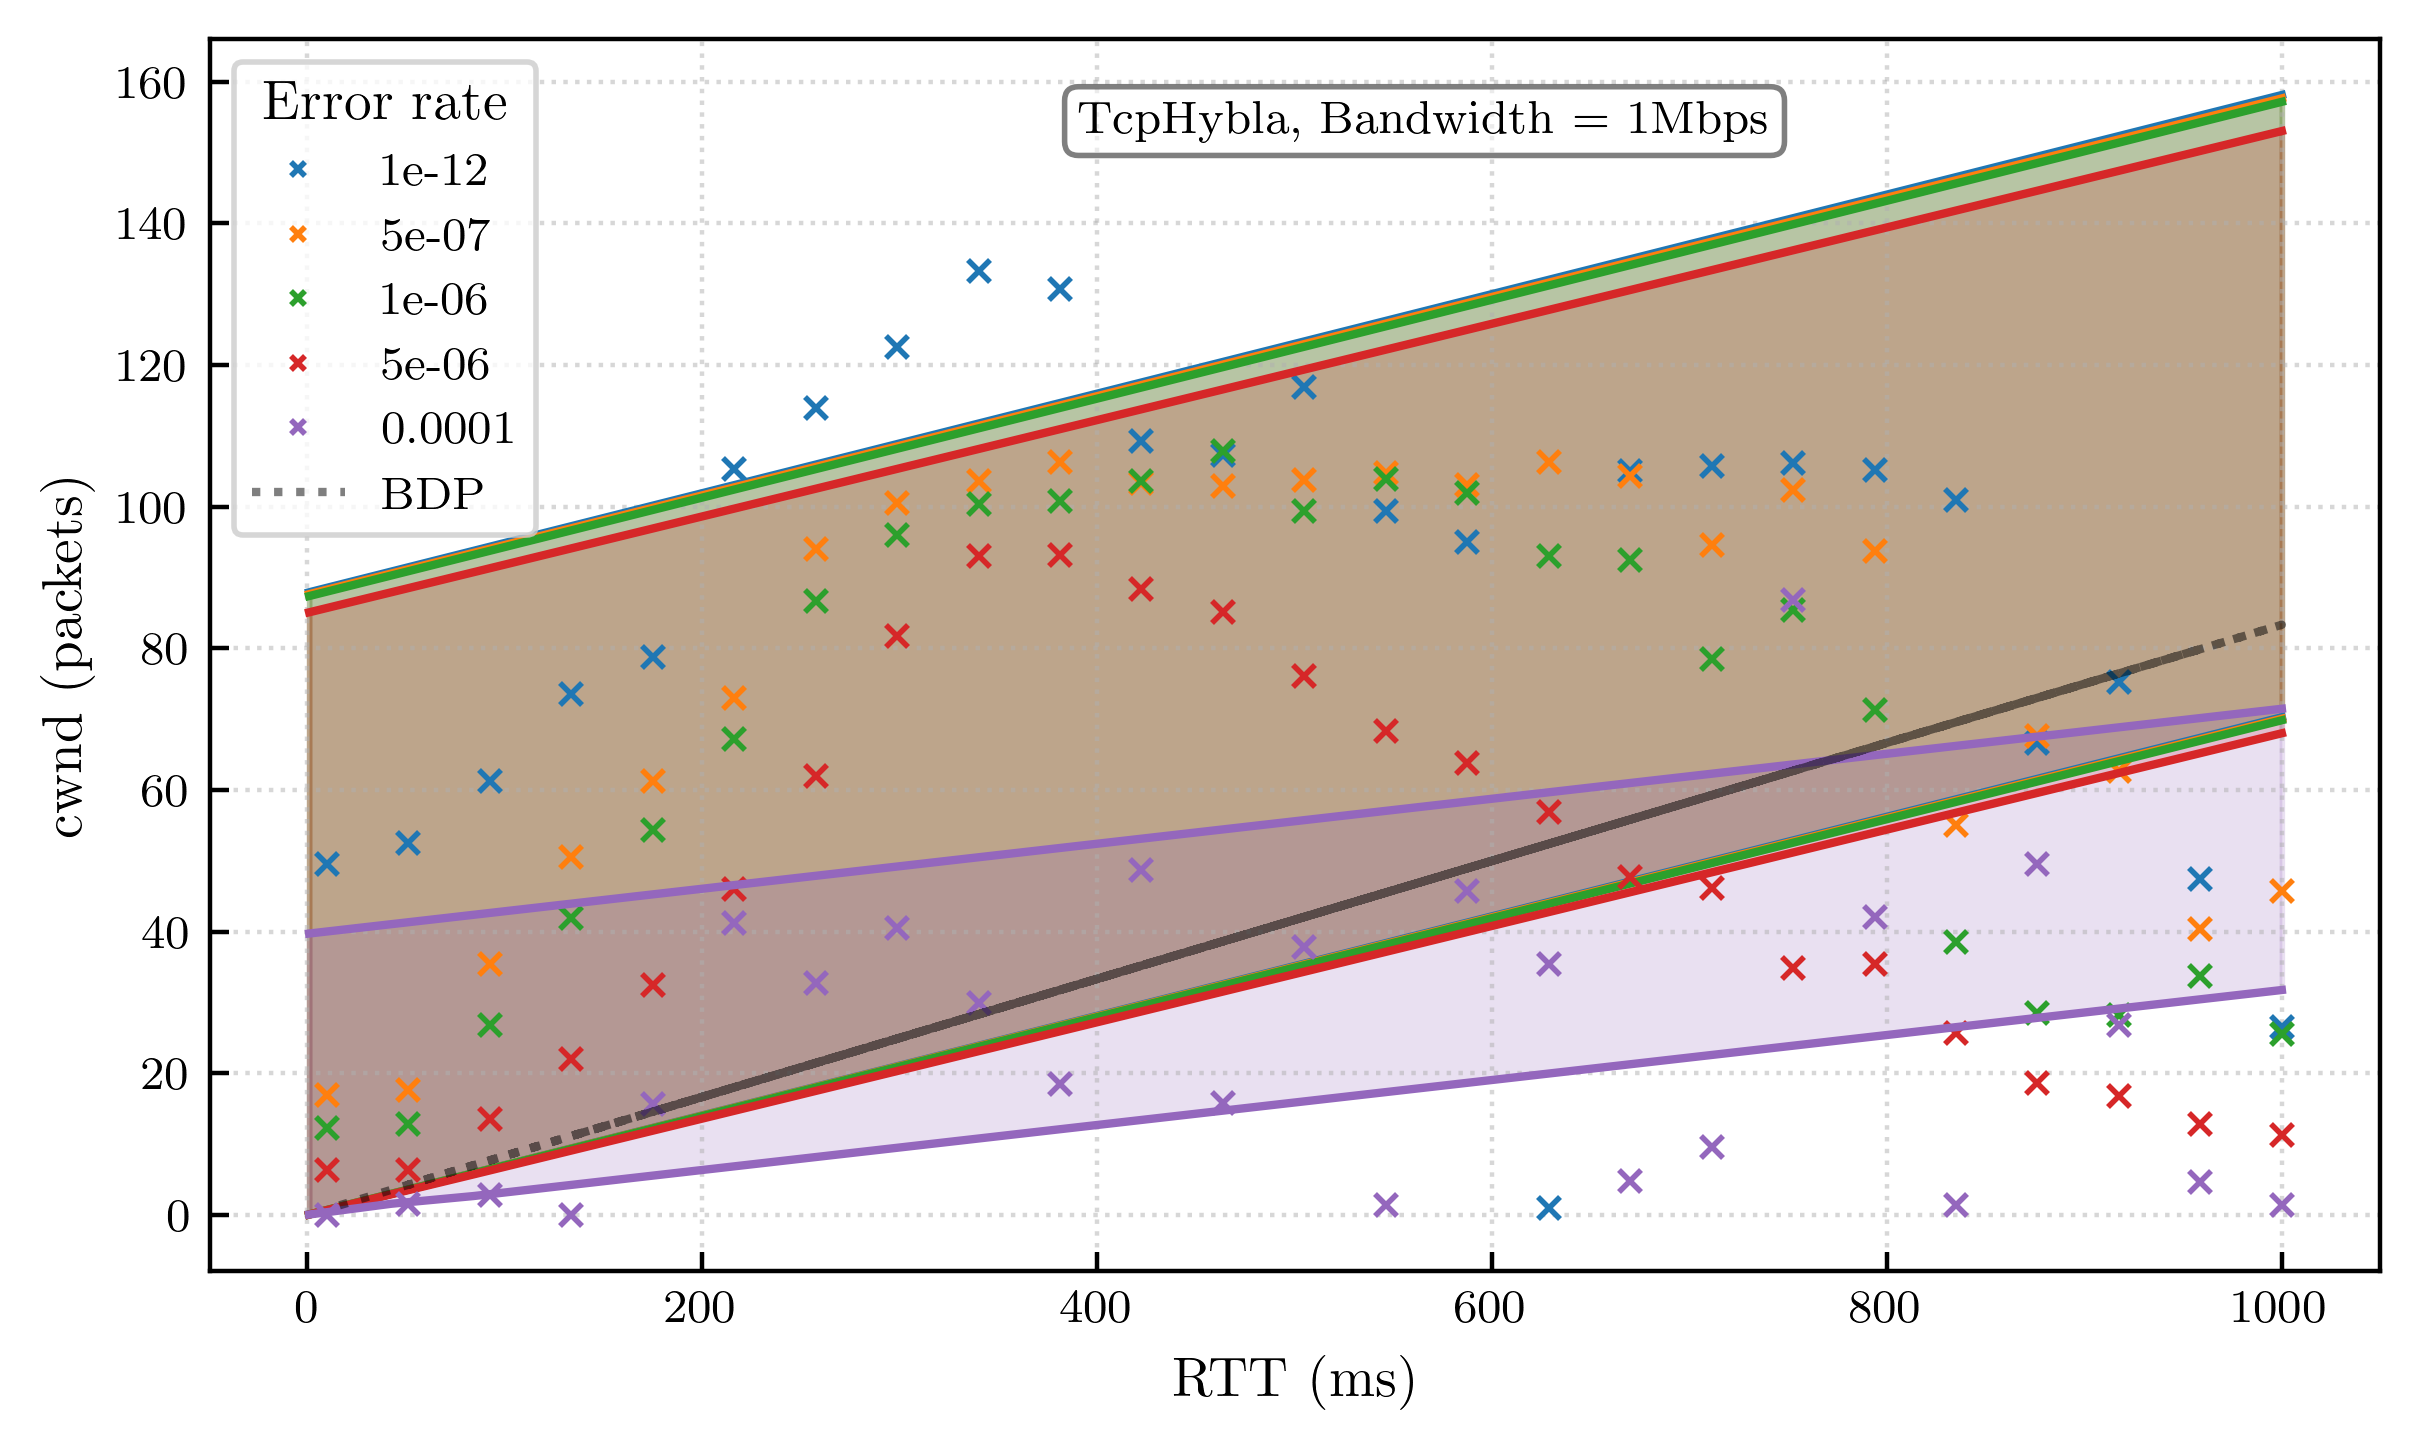 TcpHybla, Bandwidth = 1Mbps
Error rate
1e-12
5e-07
1e-06
5e-06
0.0001
BDP
cwnd (packets)
160
140
120
100
80
60
40
20
0
0 200 400 600 800 1000
RTT (ms)